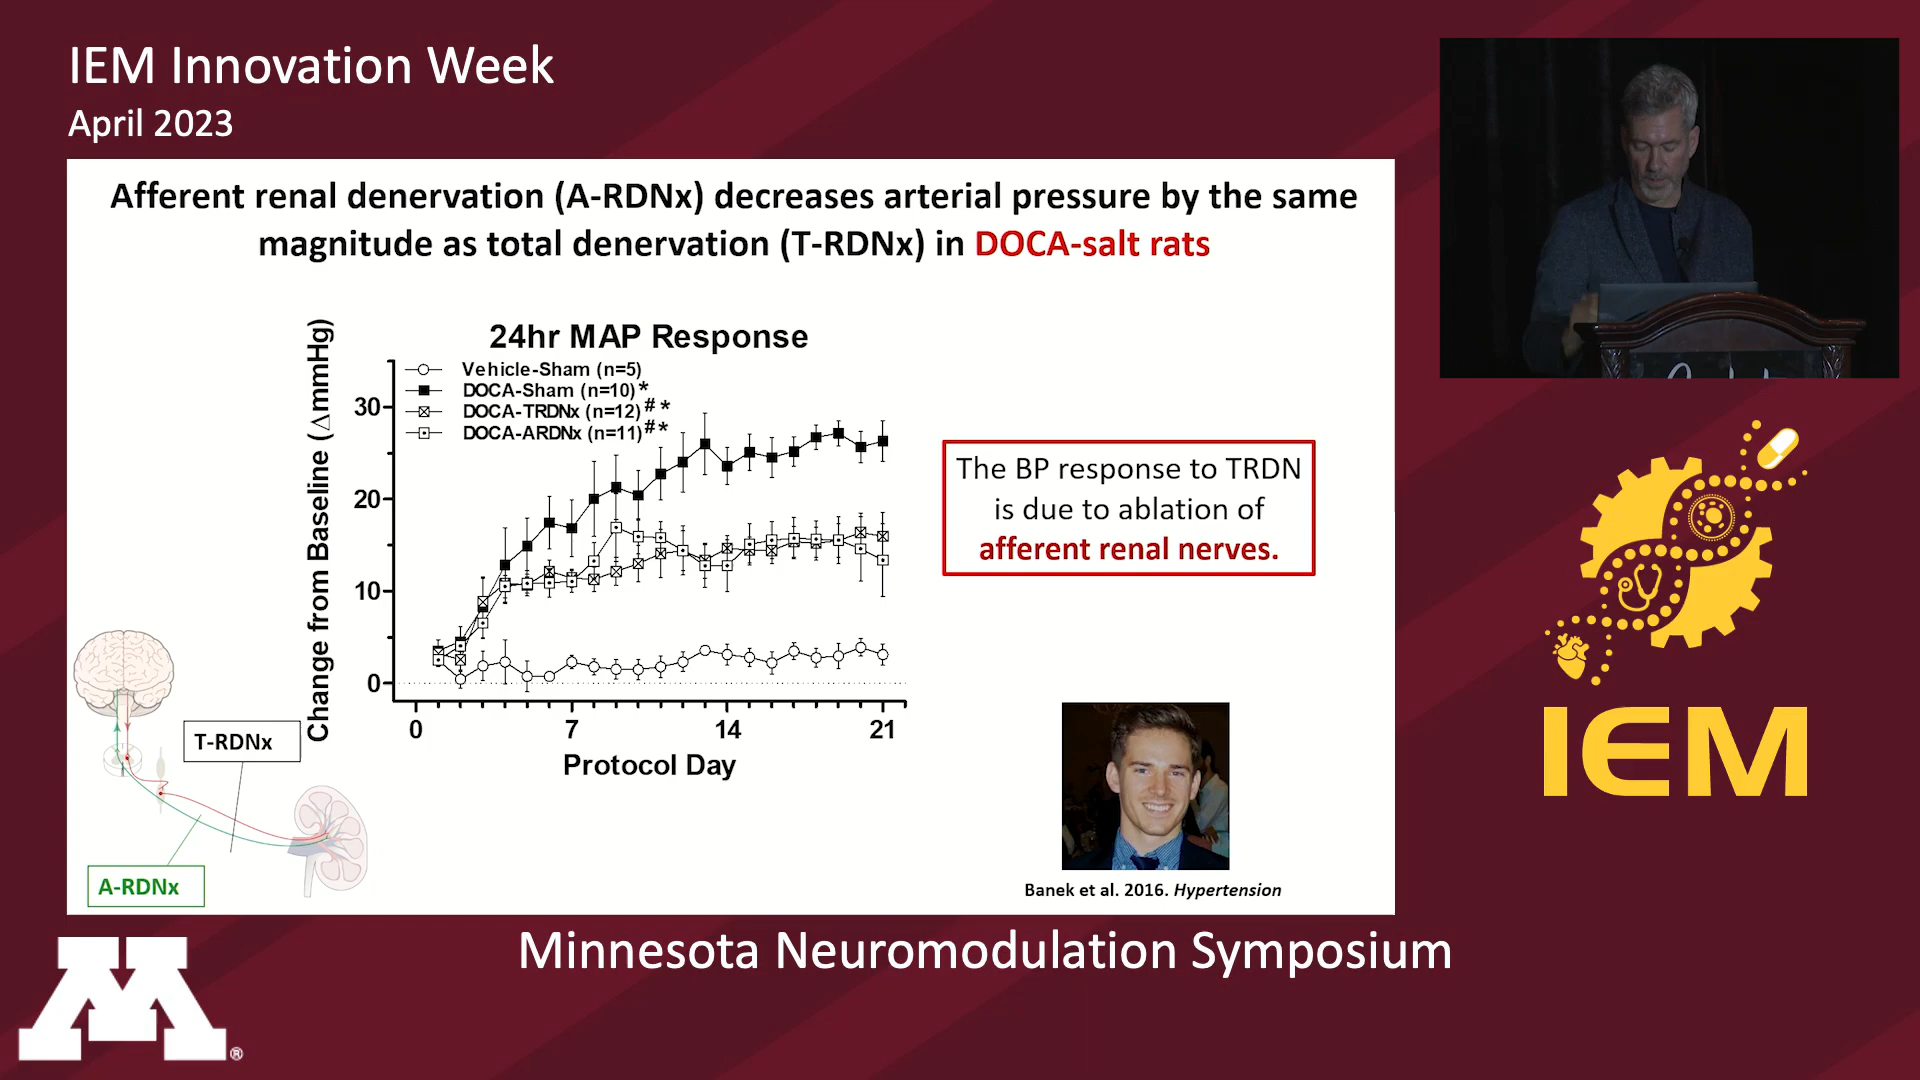 IEM Innovation Week
April 2023
Afferent renal denervation (A-RDNx) decreases arterial pressure by the same
magnitude as total denervation (T-RDNx) in DOCA-salt rats
24hr MAP Response
Vehicle-Sham (n=5)
DOCA-Sham (n=10) *
DOCA-TRDNx (n=12) # *
DOCA-ARDNx (n=11) # *
Change from Baseline (ΔmmHg)
30
20
10
0
0 7 14 21
Protocol Day
The BP response to TRDN
is due to ablation of
afferent renal nerves.
T-RDNx
A-RDNx
Banek et al. 2016. Hypertension
IEM
M ®
Minnesota Neuromodulation Symposium